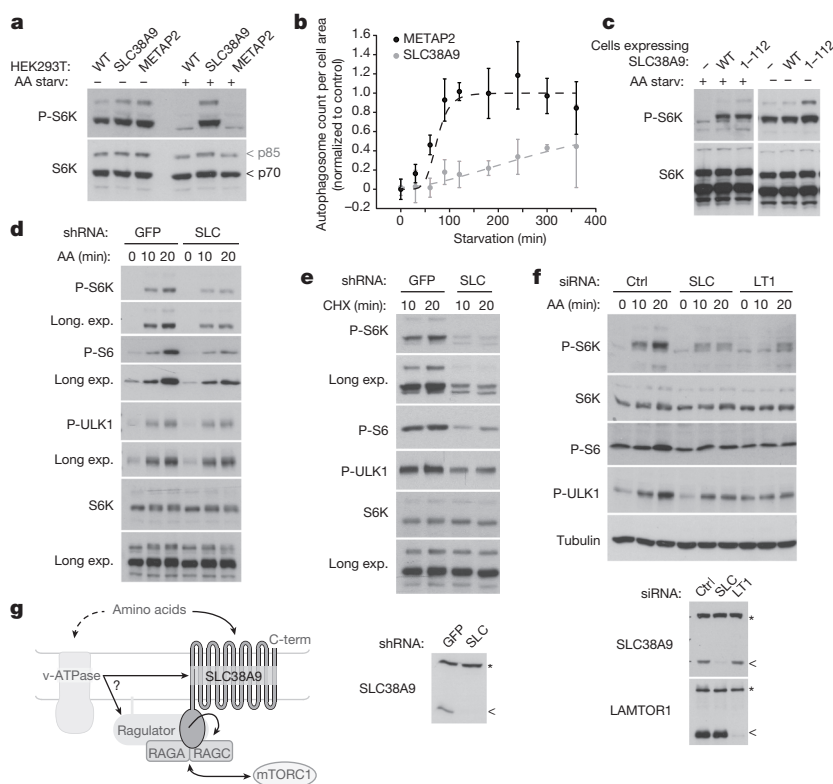 a
HEK293T: WT SLC38A9 METAP2 WT SLC38A9 METAP2
AA starv: – – – + + +
P-S6K
S6K
< p85
< p70
b
METAP2
SLC38A9
Autophagosome count per cell area
(normalized to control)
1.6
1.4
1.2
1.0
0.8
0.6
0.4
0.2
0
–0.2
0 100 200 300 400
Starvation (min)
c
Cells expressing
SLC38A9: – WT 1–112 – WT 1–112
AA starv: + + + – – –
P-S6K
S6K
d
shRNA: GFP SLC
AA (min): 0 10 20 0 10 20
P-S6K
Long. exp.
P-S6
Long exp.
P-ULK1
Long exp.
S6K
Long exp.
e
shRNA: GFP SLC
CHX (min): 10 20 10 20
P-S6K
Long exp.
P-S6
P-ULK1
S6K
Long exp.
shRNA: GFP SLC
SLC38A9
*
<
f
siRNA: Ctrl SLC LT1
AA (min): 0 10 20 0 10 20 0 10 20
P-S6K
S6K
P-S6
P-ULK1
Tubulin
siRNA: Ctrl SLC LT1
SLC38A9
*
<
LAMTOR1
*
<
g
Amino acids
C-term
v-ATPase
SLC38A9
?
Ragulator
RAGA RAGC
mTORC1